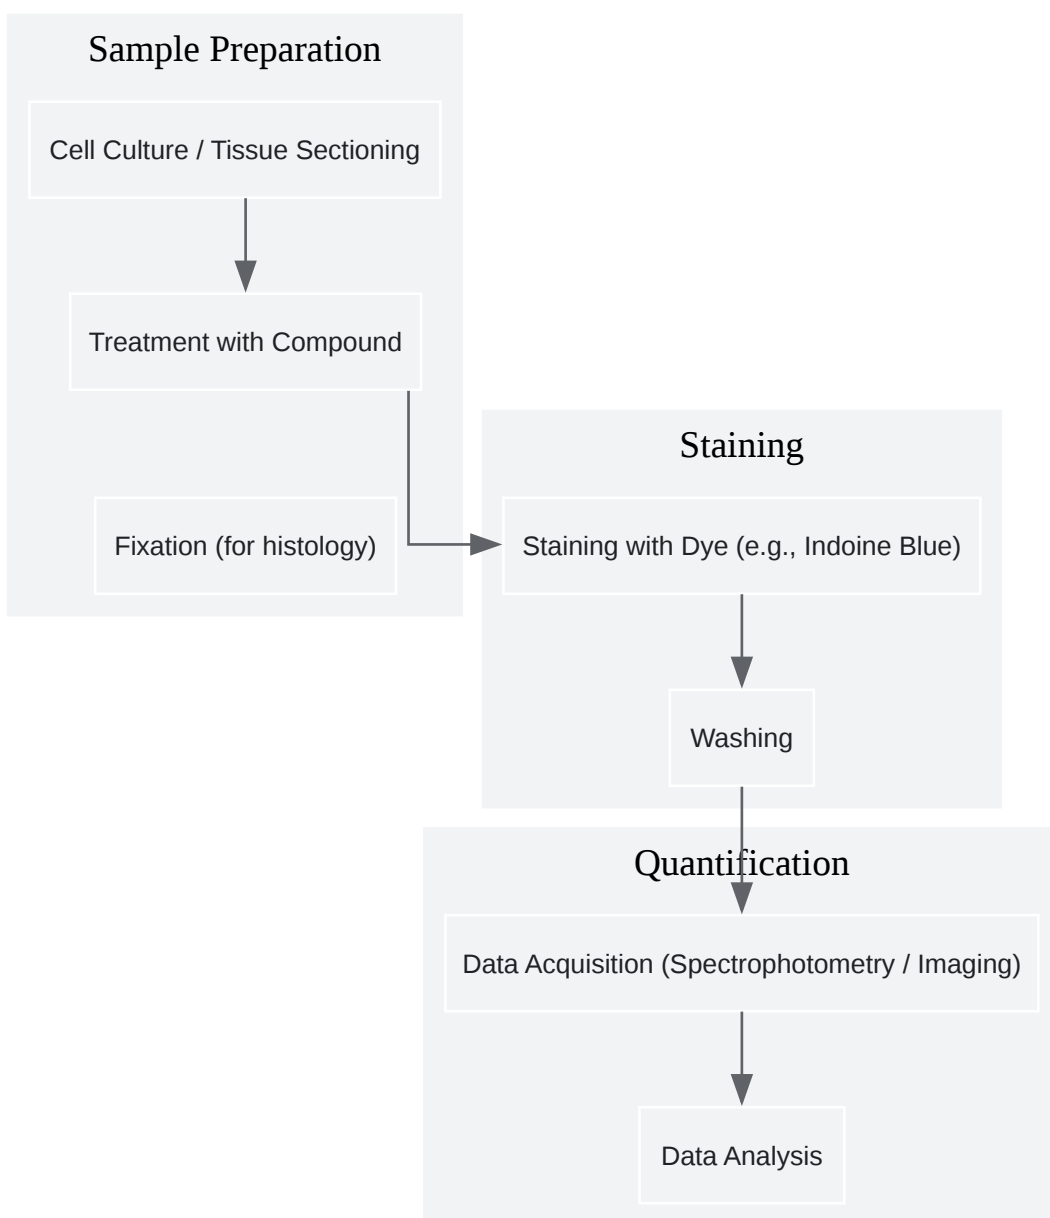 Sample Preparation
Cell Culture / Tissue Sectioning
Treatment with Compound
Fixation (for histology)
Staining
Staining with Dye (e.g., Indoine Blue)
Washing
Quantification
Data Acquisition (Spectrophotometry / Imaging)
Data Analysis